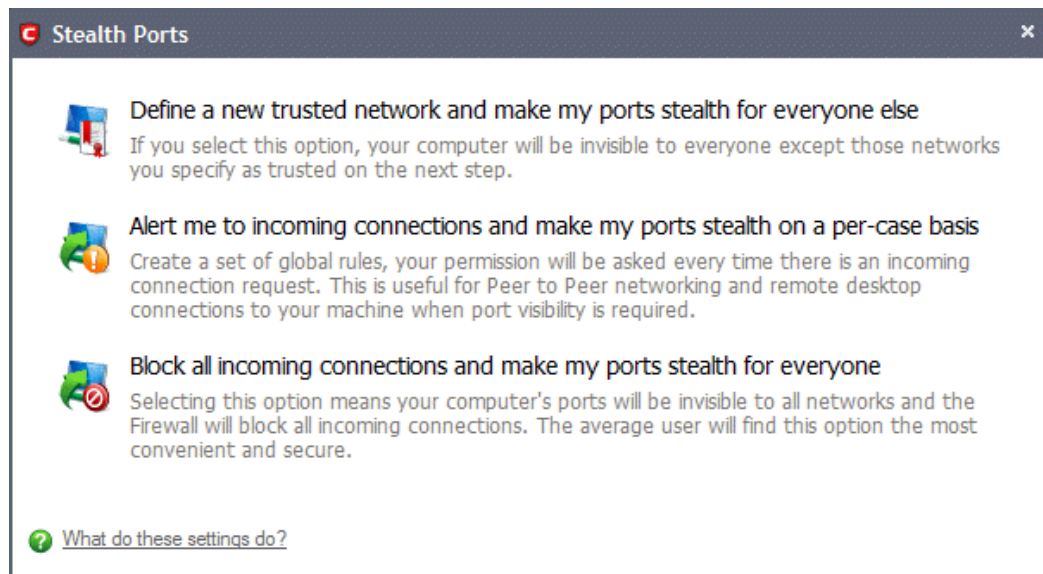 Stealth Ports
Define a new trusted network and make my ports stealth for everyone else
If you select this option, your computer will be invisible to everyone except those networks
you specify as trusted on the next step.
Alert me to incoming connections and make my ports stealth on a per-case basis
Create a set of global rules, your permission will be asked every time there is an incoming
connection request. This is useful for Peer to Peer networking and remote desktop
connections to your machine when port visibility is required.
Block all incoming connections and make my ports stealth for everyone
Selecting this option means your computer's ports will be invisible to all networks and the
Firewall will block all incoming connections. The average user will find this option the most
convenient and secure.
What do these settings do?